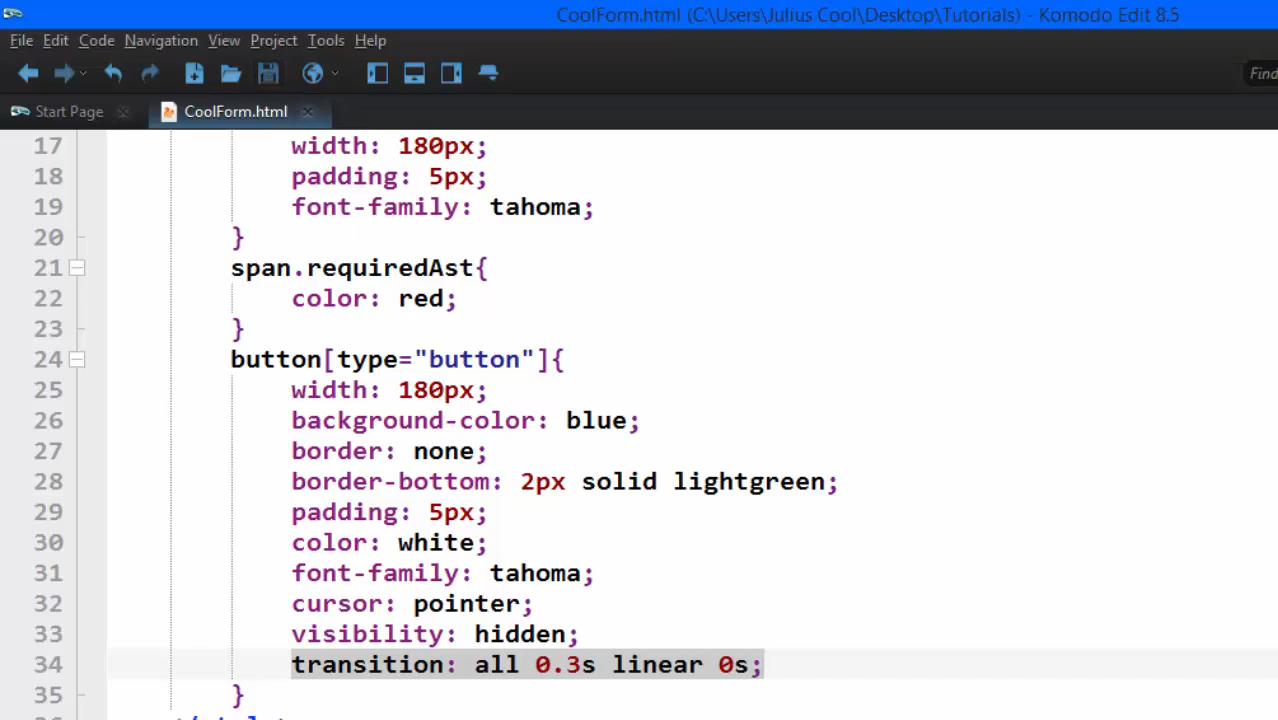 CoolForm.html (C:\Users\Julius Cool\Desktop\Tutorials) - Komodo Edit 8.5
File Edit Code Navigation View Project Tools Help
Find
Start Page CoolForm.html
17 width: 180px;
18 padding: 5px;
19 font-family: tahoma;
20 }
21 span.requiredAst{
22 color: red;
23 }
24 button[type="button"]{
25 width: 180px;
26 background-color: blue;
27 border: none;
28 border-bottom: 2px solid lightgreen;
29 padding: 5px;
30 color: white;
31 font-family: tahoma;
32 cursor: pointer;
33 visibility: hidden;
34 transition: all 0.3s linear 0s;
35 }